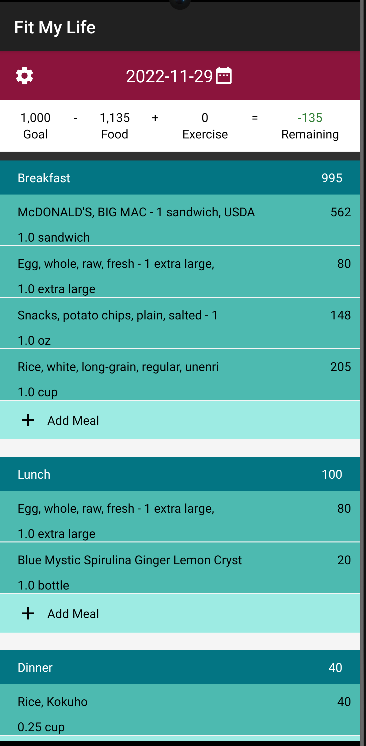 Fit My Life
2022-11-29
1,000 - 1,135 + 0 = -135
Goal Food Exercise Remaining
Breakfast 995
McDONALD'S, BIG MAC - 1 sandwich, USDA 562
1.0 sandwich
Egg, whole, raw, fresh - 1 extra large, 80
1.0 extra large
Snacks, potato chips, plain, salted - 1 148
1.0 oz
Rice, white, long-grain, regular, unenri 205
1.0 cup
+ Add Meal
Lunch 100
Egg, whole, raw, fresh - 1 extra large, 80
1.0 extra large
Blue Mystic Spirulina Ginger Lemon Cryst 20
1.0 bottle
+ Add Meal
Dinner 40
Rice, Kokuho 40
0.25 cup